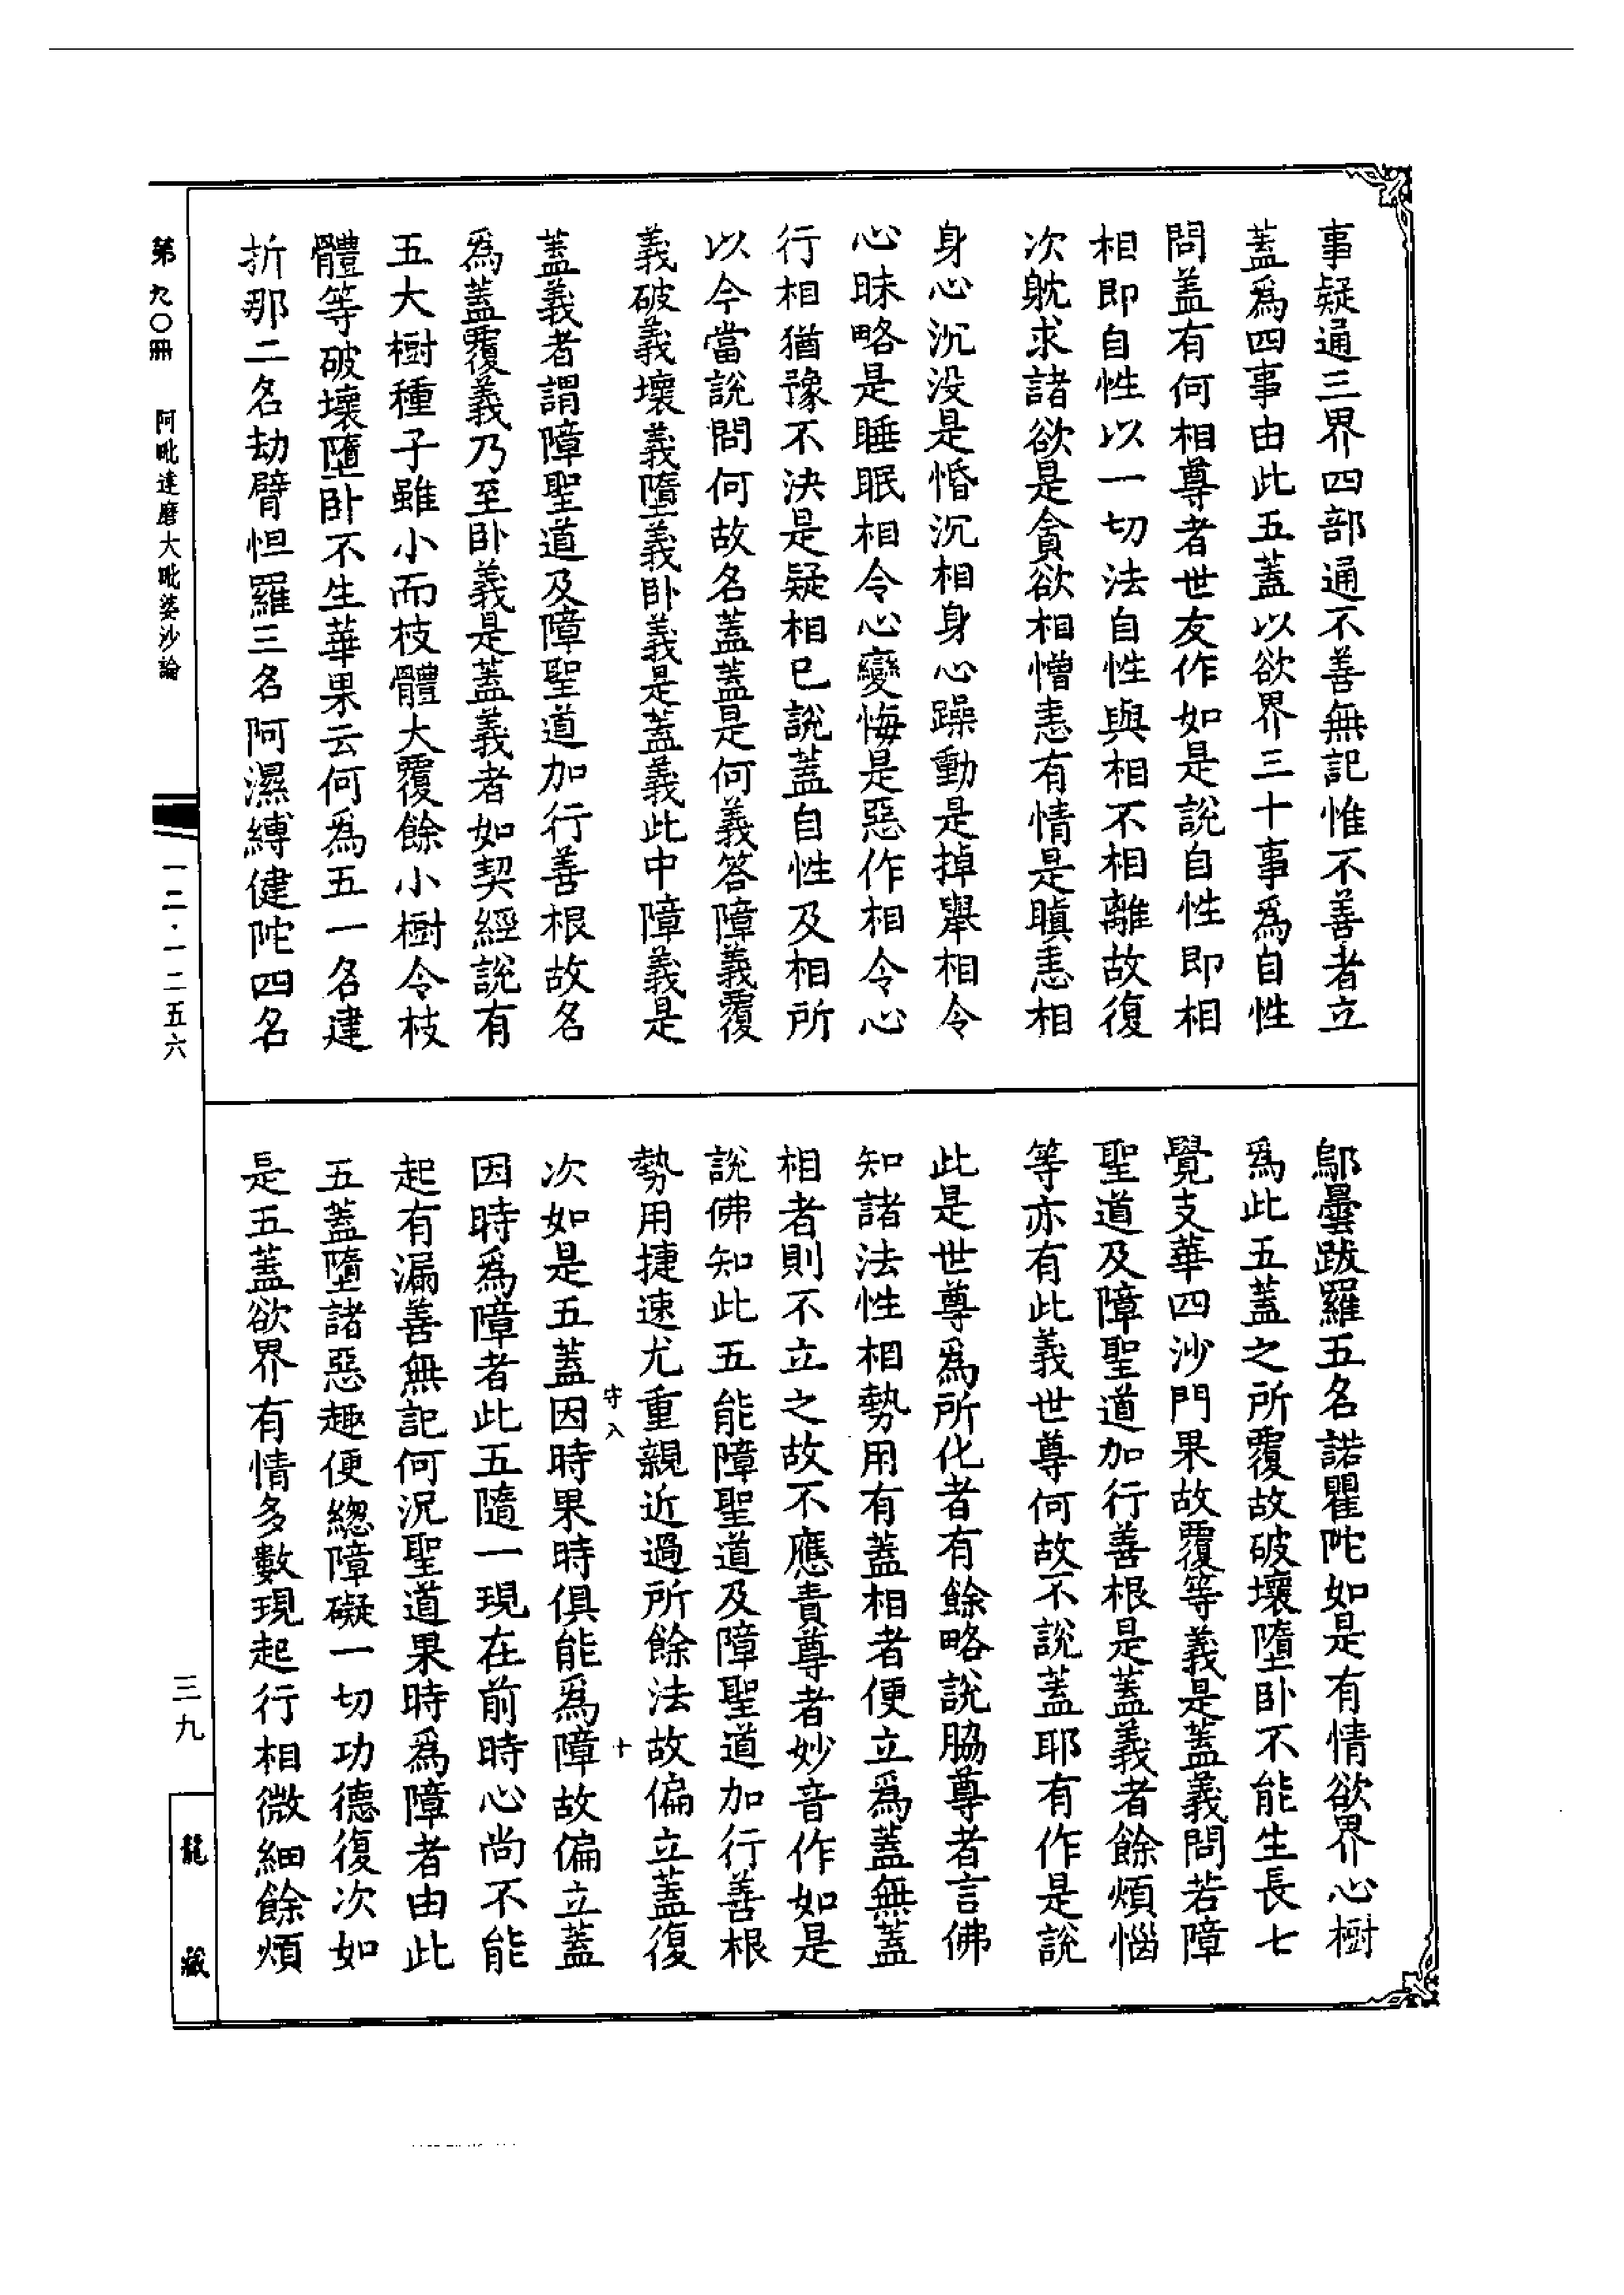 事疑通三界四部通不善無記惟不善者立
蓋爲四事由此五蓋以欲界三十事爲自性
問蓋有何相尊者世友作如是說自性即相
相即自性以一切法自性與相不相離故復
次躭求諸欲是貪欲相憎恚有情是瞋恚相
身心沉没是惛沉相身心躁動是掉舉相令
心昧略是睡眠相令心變悔是惡作相令心
行相猶豫不決是疑相已說蓋自性及相所
以今當說問何故名蓋蓋是何義答障義覆
義破義壞義墮義卧義是蓋義此中障義是
蓋義者謂障聖道及障聖道加行善根故名
爲蓋覆義乃至卧義是蓋義者如契經說有
五大樹種子雖小而枝體大覆餘小樹令枝
體等破壞墮卧不生華果云何爲五一名建
折那二名劫臂怛羅三名阿濕縛健陀四名
鄔曇跋羅五名諾瞿陀如是有情欲界心樹
爲此五蓋之所覆故破壞墮卧不能生長七
覺支華四沙門果故覆等義是蓋義問若障
聖道及障聖道加行善根是蓋義者餘煩惱
等亦有此義世尊何故不說蓋耶有作是說
此是世尊爲所化者有餘略說脇尊者言佛
知諸法性相勢用有蓋相者便立爲蓋無蓋
相者則不立之故不應責尊者妙音作如是
說佛知此五能障聖道及障聖道加行善根
勢用捷速尤重親近過所餘法故偏立蓋復
守入 十
次如是五蓋因時果時俱能爲障故偏立蓋
因時爲障者此五隨一現在前時心尚不能
起有漏善無記何況聖道果時爲障者由此
五蓋墮諸惡趣便總障礙一切功德復次如
是五蓋欲界有情多數現起行相微細餘煩
第九〇冊 阿毗達磨大毗婆沙論
一二·一二五六
三九
龍藏